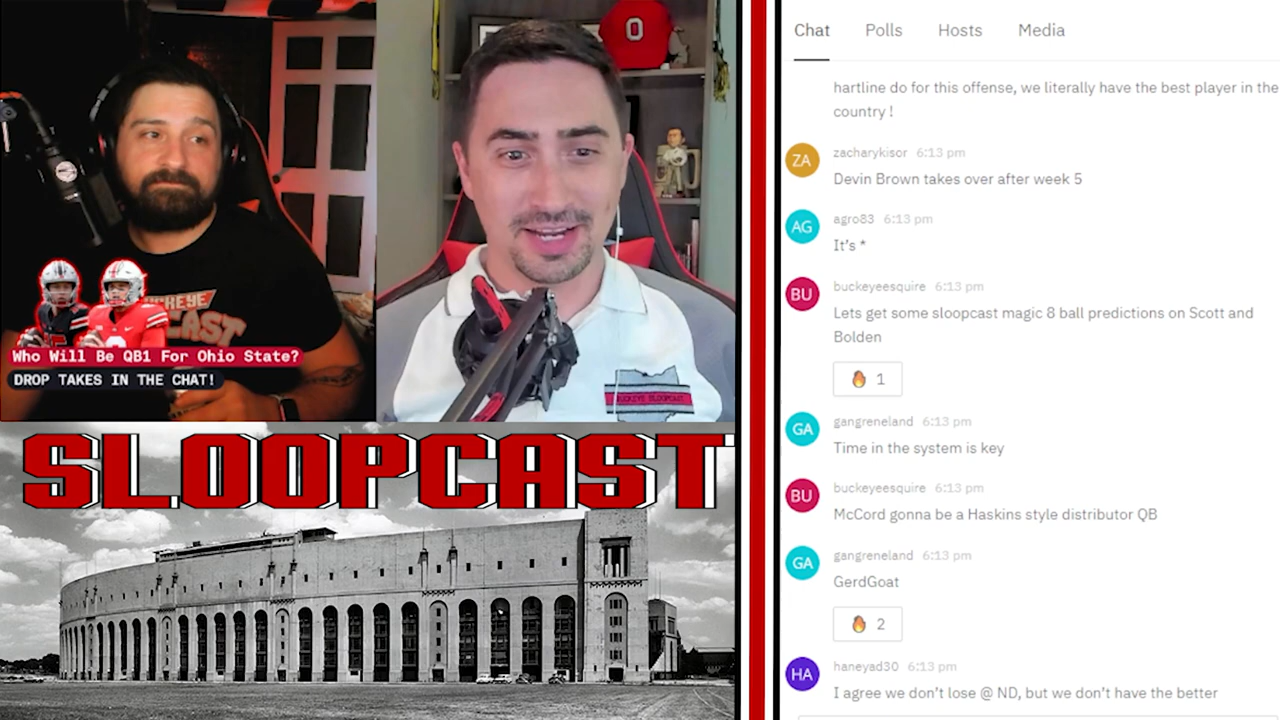 O
BUCKEYE
SLOOPCAST
Who Will Be QB1 For Ohio State?
DROP TAKES IN THE CHAT!
BUCKEYE SLOOPCAST
SLOOPCAST
Chat Polls Hosts Media
hartline do for this offense, we literally have the best player in the
country !
ZA
zacharykisor 6:13 pm
Devin Brown takes over after week 5
AG
agro83 6:13 pm
It's *
BU
buckeyeesquire 6:13 pm
Lets get some sloopcast magic 8 ball predictions on Scott and
Bolden
1
GA
gangreneland 6:13 pm
Time in the system is key
BU
buckeyeesquire 6:13 pm
McCord gonna be a Haskins style distributor QB
GA
gangreneland 6:13 pm
GerdGoat
2
HA
haneyad30 6:13 pm
I agree we don't lose @ ND, but we don't have the better